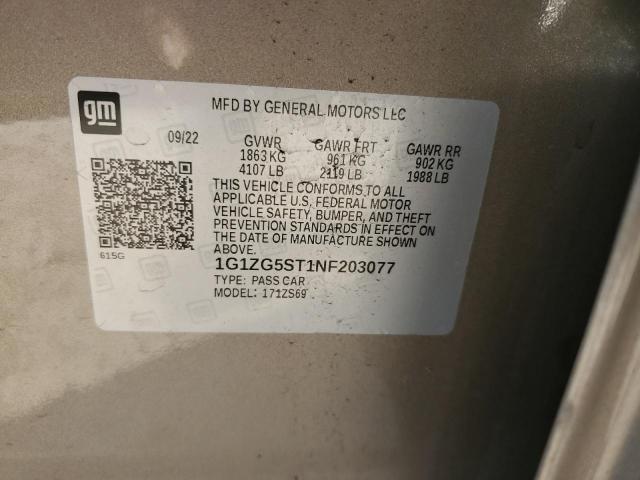 gm
MFD BY GENERAL MOTORS LLC
09/22 GVWR GAWR FRT GAWR RR
1863 KG 961 KG 902 KG
4107 LB 2119 LB 1988 LB
THIS VEHICLE CONFORMS TO ALL
APPLICABLE U.S. FEDERAL MOTOR
VEHICLE SAFETY, BUMPER, AND THEFT
PREVENTION STANDARDS IN EFFECT ON
THE DATE OF MANUFACTURE SHOWN
ABOVE.
615G
1G1ZG5ST1NF203077
TYPE: PASS CAR
MODEL: 171ZS69